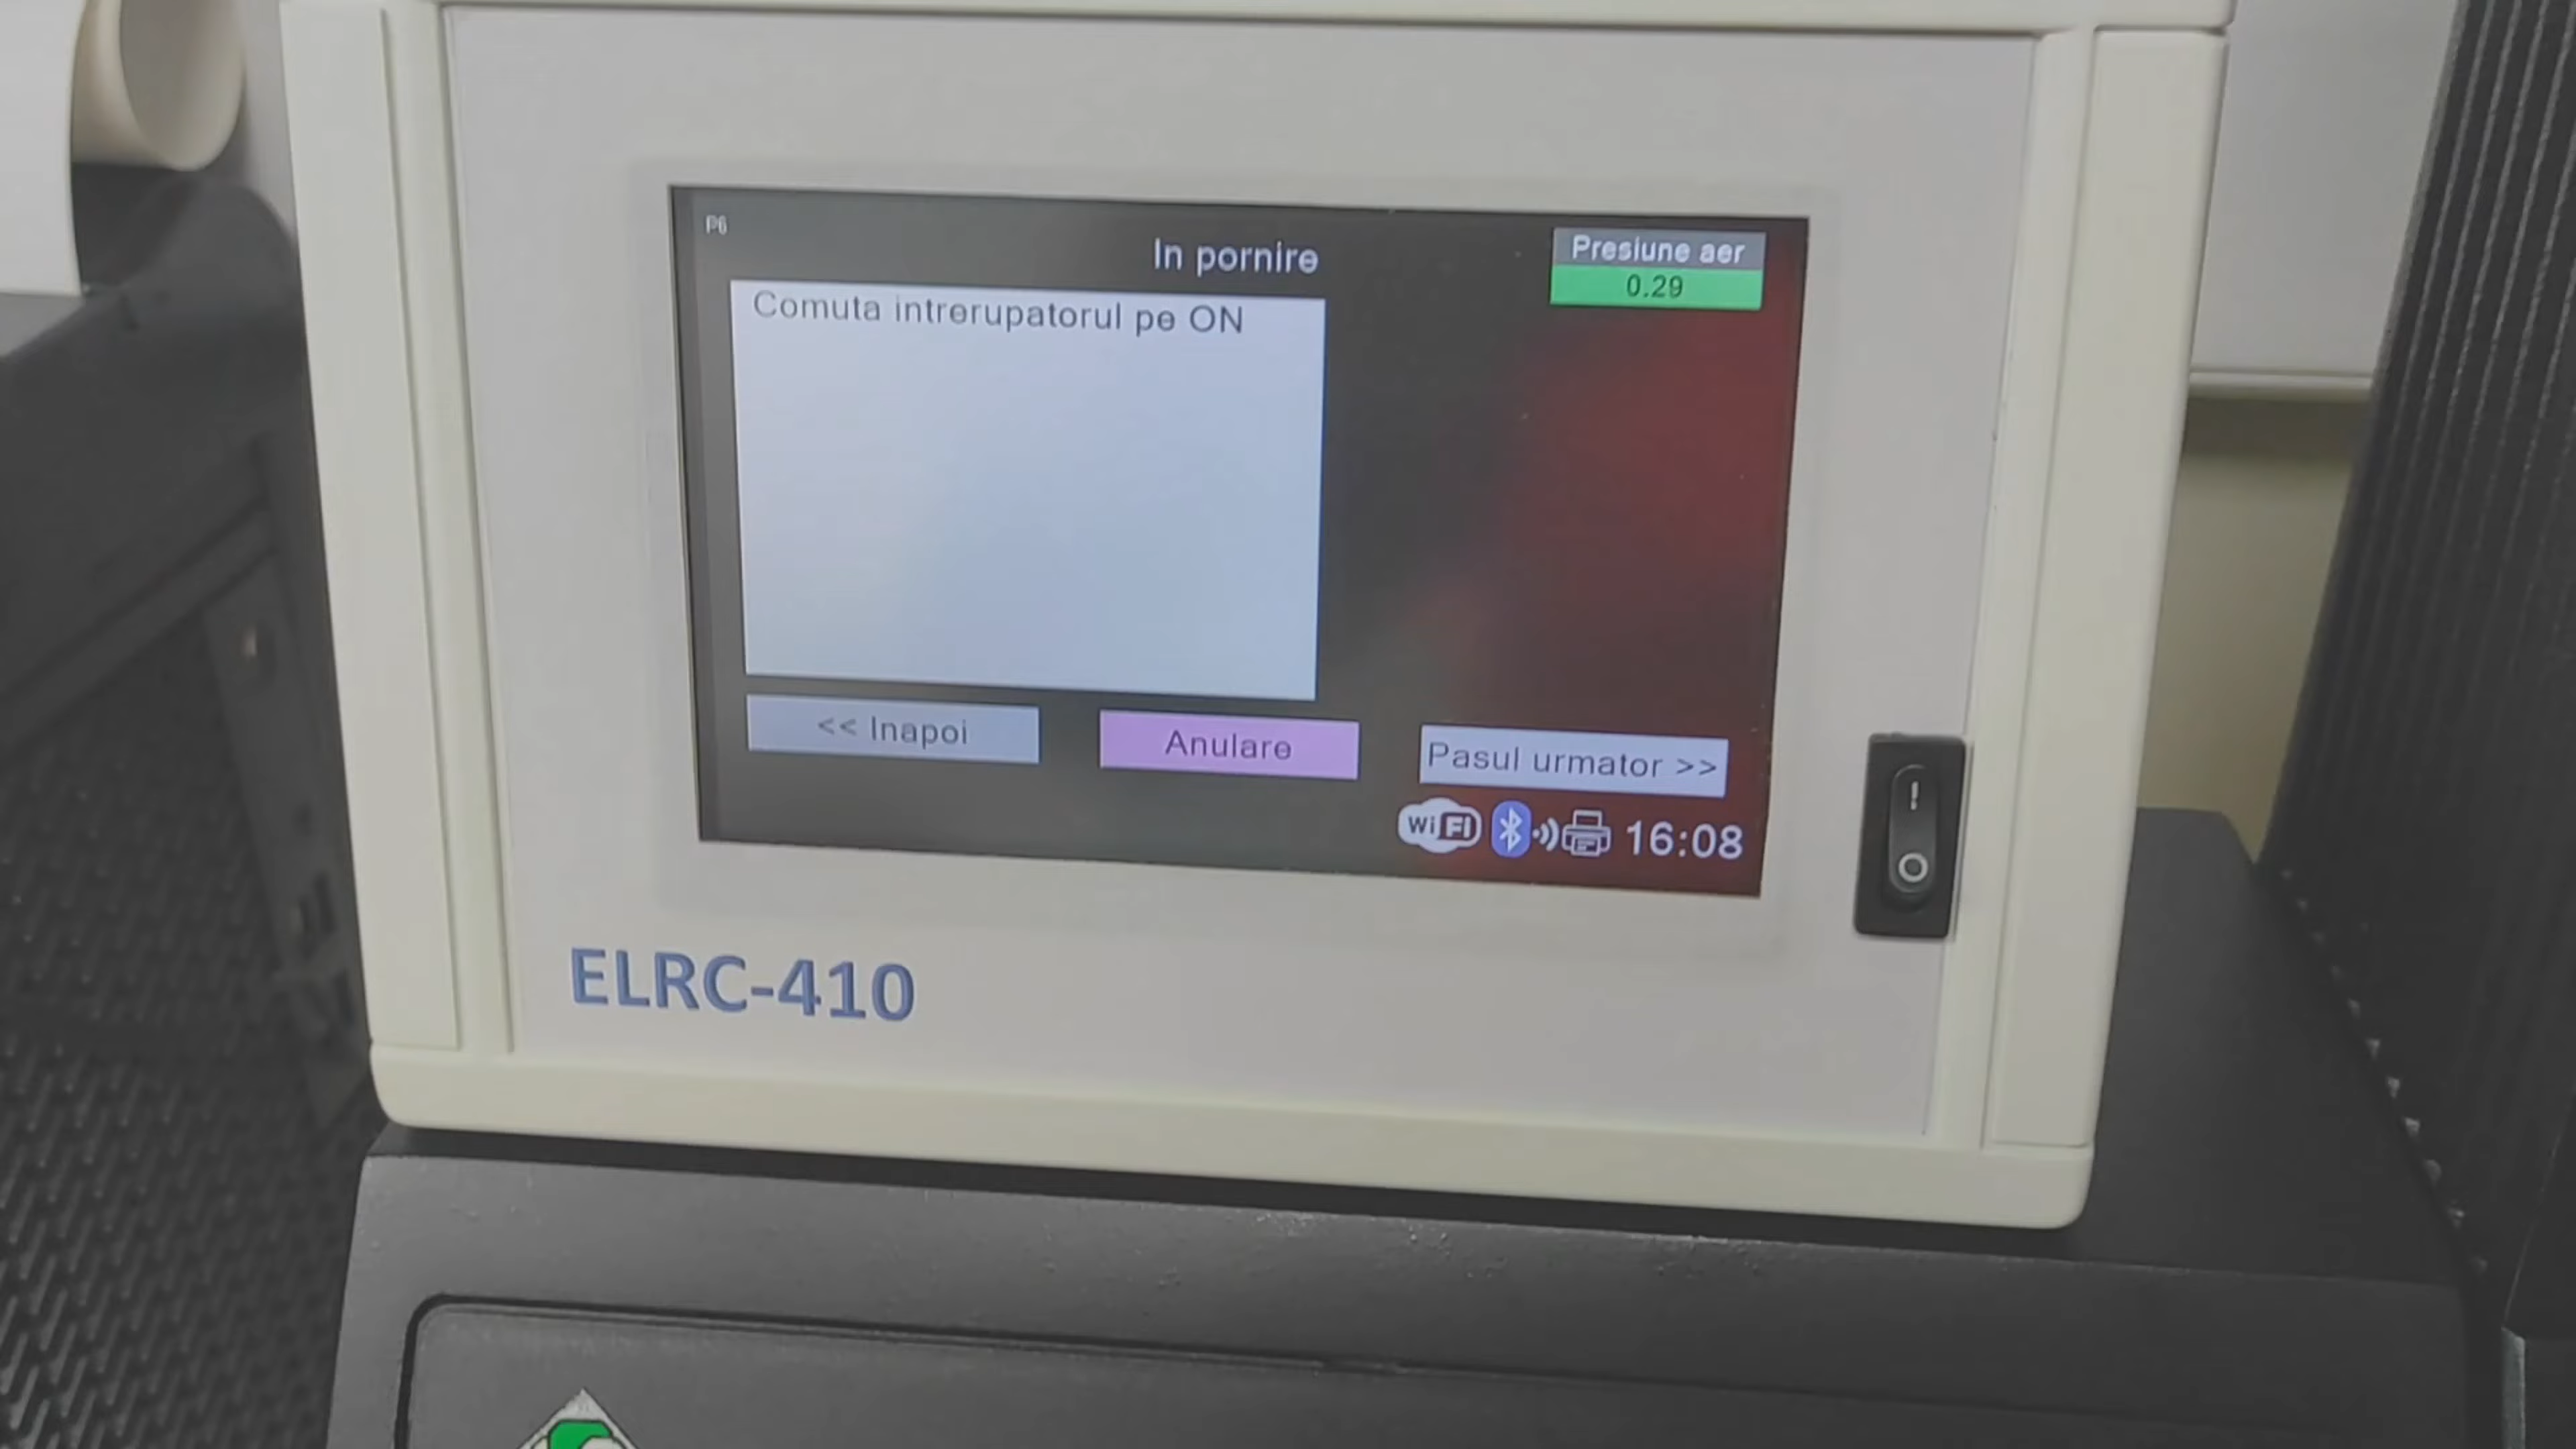 P6
In pornire
Presiune aer
0.29
Comuta intrerupatorul pe ON
<< Inapoi
Anulare
Pasul urmator >>
WiFi
16:08
ELRC-410